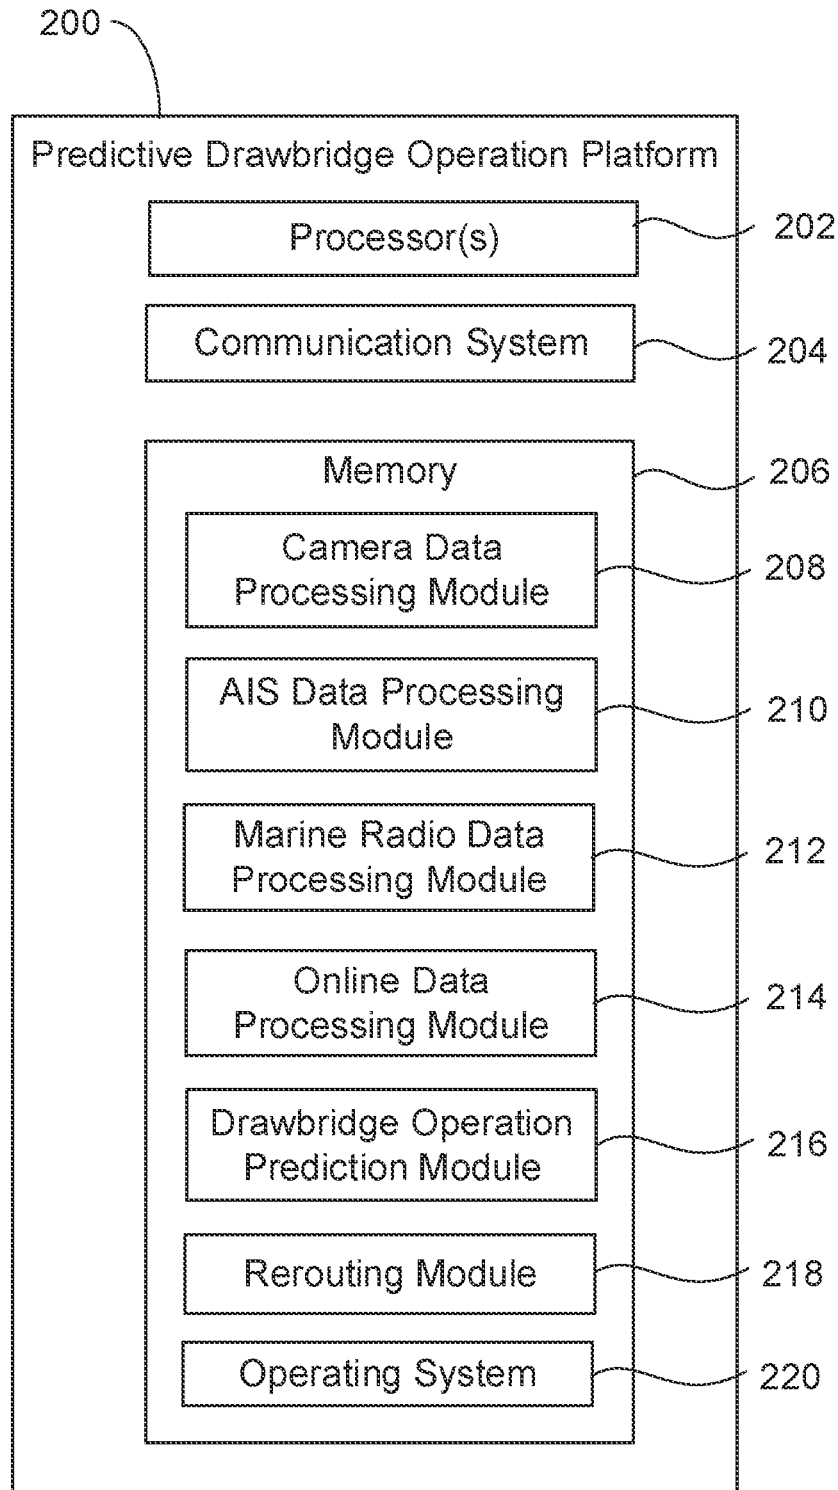 200
Predictive Drawbridge Operation Platform
Processor(s)
202
Communication System
204
Memory
206
Camera Data
Processing Module
208
AIS Data Processing
Module
210
Marine Radio Data
Processing Module
212
Online Data
Processing Module
214
Drawbridge Operation
Prediction Module
216
Rerouting Module
218
Operating System
220